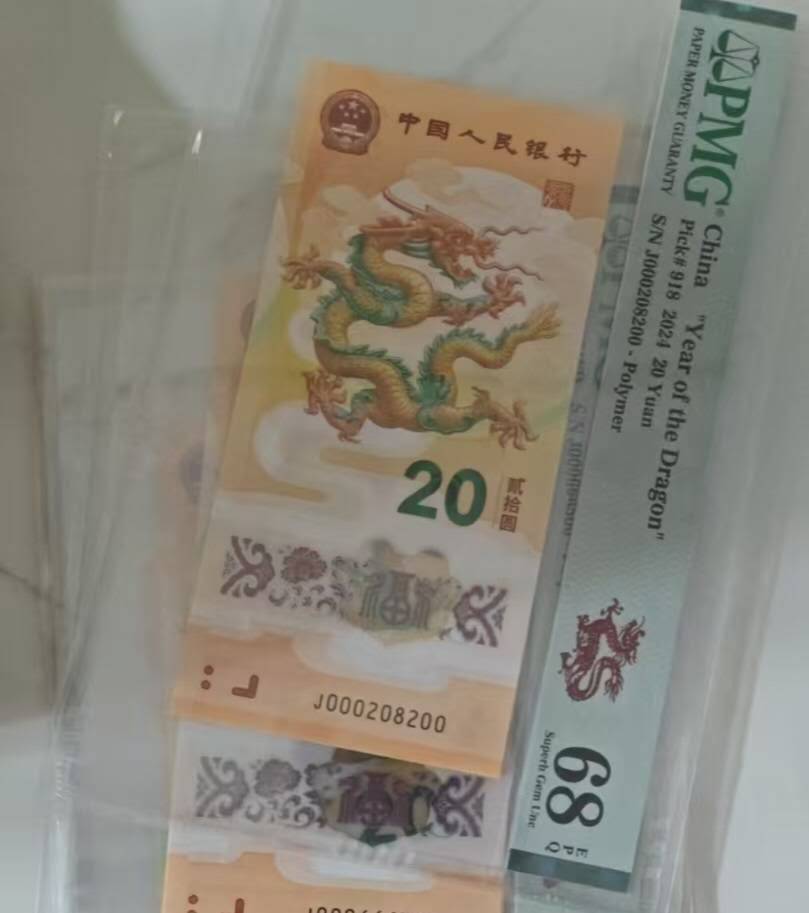 中国人民银行
20
贰拾圆
J000208200
PMG
PAPER MONEY GUARANTY
China "Year of the Dragon"
Pick# 918 2024 20 Yuan
S/N J000208200 - Polymer
68
EPQ
Superb Gem Unc